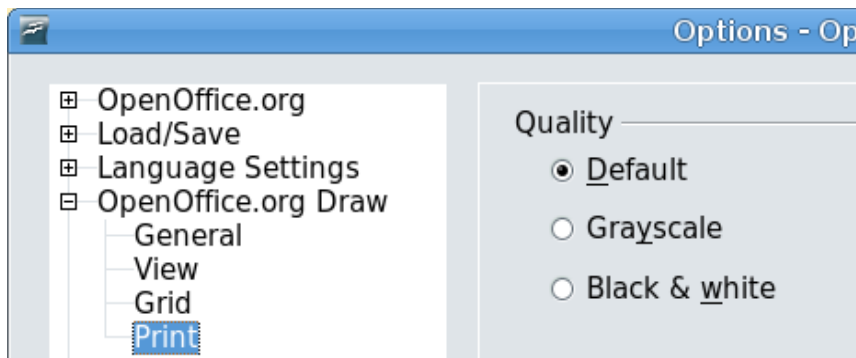 Options - Op
OpenOffice.org
Load/Save
Language Settings
OpenOffice.org Draw
General
View
Grid
Print
Quality
Default
Grayscale
Black & white